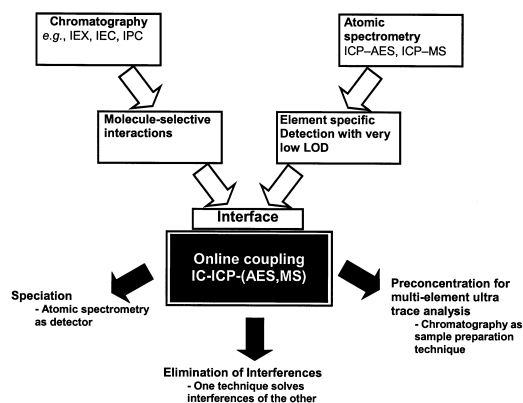 Chromatography
e.g., IEX, IEC, IPC
Atomic
spectrometry
ICP–AES, ICP–MS
Molecule-selective
interactions
Element specific
Detection with very
low LOD
Interface
Online coupling
IC-ICP-(AES,MS)
Speciation
- Atomic spectrometry
as detector
Preconcentration for
multi-element ultra
trace analysis
- Chromatography as
sample preparation
technique
Elimination of Interferences
- One technique solves
interferences of the other